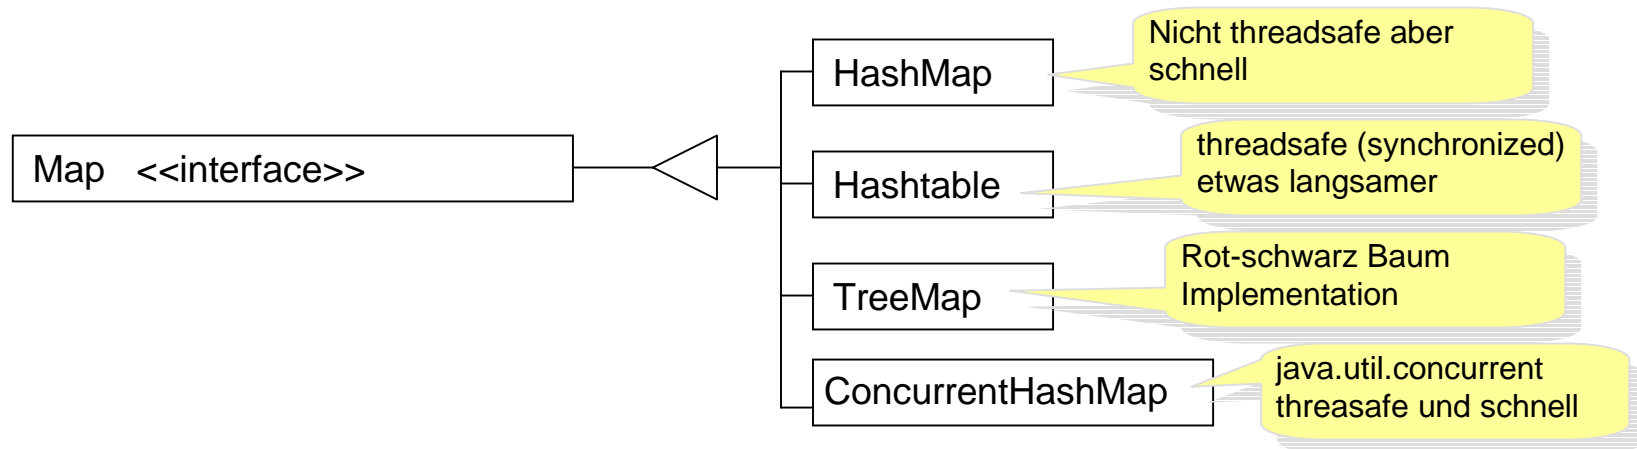 Map <<interface>>
HashMap
Nicht threadsafe aber
schnell
Hashtable
threadsafe (synchronized)
etwas langsamer
TreeMap
Rot-schwarz Baum
Implementation
ConcurrentHashMap
java.util.concurrent
threasafe und schnell